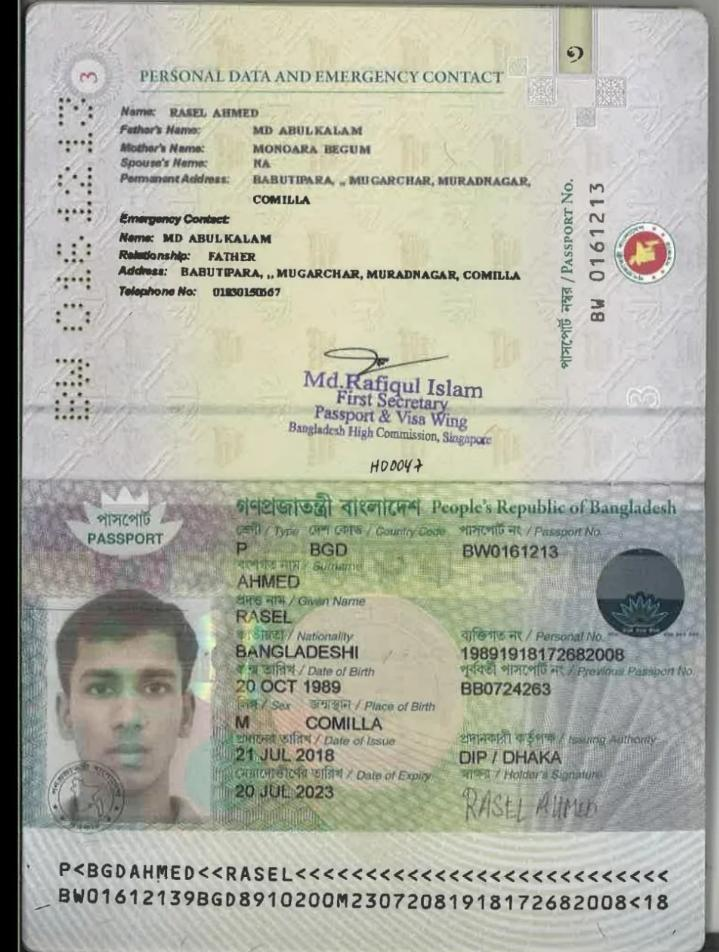 3
PERSONAL DATA AND EMERGENCY CONTACT
Name: RASEL AHMED
Father's Name: MD ABUL KALAM
Mother's Name: MONOARA BEGUM
Spouse's Name: NA
Permanent Address: BABUTIPARA, ,, MUGARCHAR, MURADNAGAR,
COMILLA
Emergency Contact:
Name: MD ABUL KALAM
Relationship: FATHER
Address: BABUTIPARA, ,, MUGARCHAR, MURADNAGAR, COMILLA
Telephone No:
BW 0161213
৩
পাসপোর্ট নম্বর / PASSPORT No.
BW 0161213
Md.Rafiqul Islam
First Secretary
Passport & Visa Wing
Bangladesh High Commission, Singapore
HD0047
গণপ্রজাতন্ত্রী বাংলাদেশ People's Republic of Bangladesh
পাসপোর্ট
PASSPORT
শ্রেণী / Type দেশ কোড / Country Code পাসপোর্ট নং / Passport No.
P BGD BW0161213
বংশগত নাম / Surname
AHMED
প্রদত্ত নাম / Given Name
RASEL
জাতীয়তা / Nationality ব্যক্তিগত নং / Personal No.
BANGLADESHI 19891918172682008
জন্ম তারিখ / Date of Birth পূর্ববর্তী পাসপোর্ট নং / Previous Passport No.
20 OCT 1989 BB0724263
লিঙ্গ / Sex জন্মস্থান / Place of Birth
M COMILLA
প্রদানের তারিখ / Date of Issue প্রদানকারী কর্তৃপক্ষ / Issuing Authority
21 JUL 2018 DIP / DHAKA
মেয়াদোত্তীর্ণের তারিখ / Date of Expiry স্বাক্ষর / Holder's Signature
20 JUL 2023 RASEL AHMED
P<BGDAHMED<<RASEL<<<<<<<<<<<<<<<<<<<<<<<<<<<
BW01612139BGD8910200M23072081918172682008<18